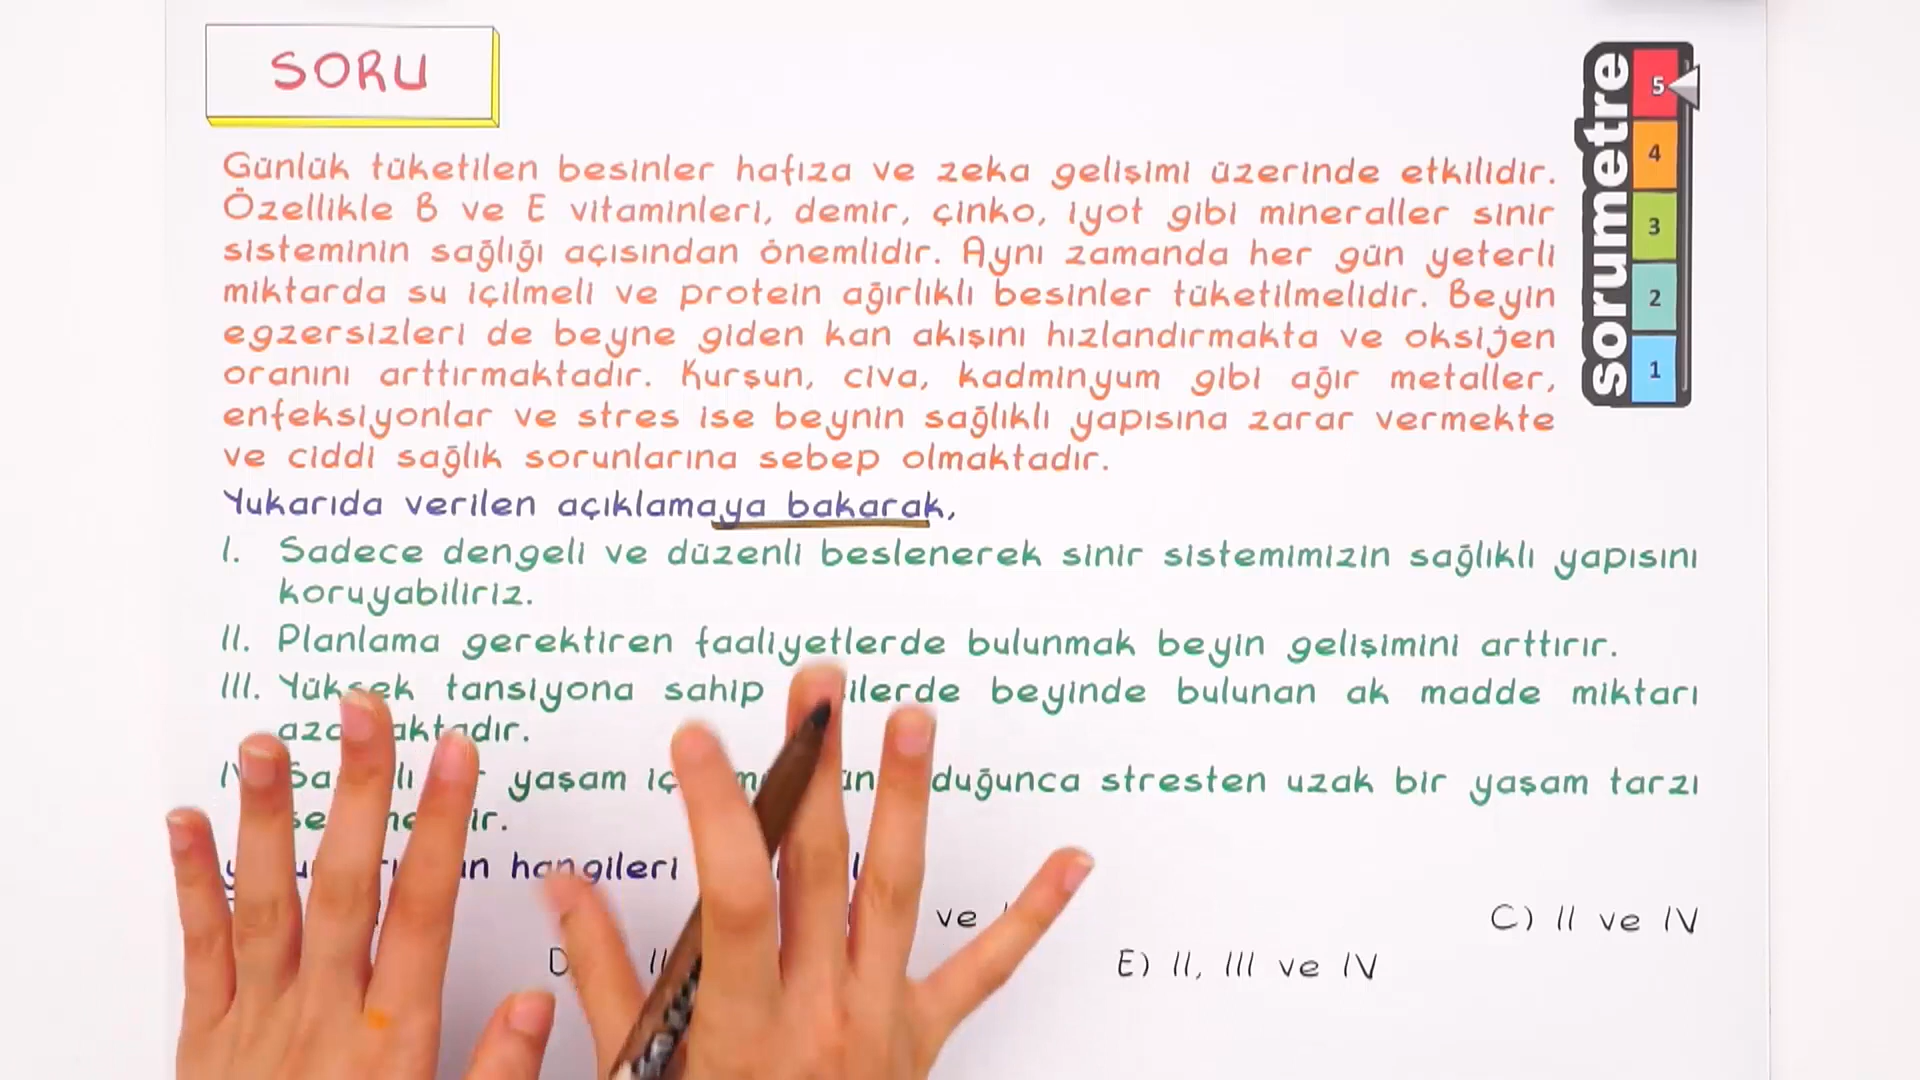 SORU
sorumetre
5
4
3
2
1
Günlük tüketilen besinler hafıza ve zeka gelişimi üzerinde etkilidir.
Özellikle B ve E vitaminleri, demir, çinko, iyot gibi mineraller sinir
sisteminin sağlığı açısından önemlidir. Aynı zamanda her gün yeterli
miktarda su içilmeli ve protein ağırlıklı besinler tüketilmelidir. Beyin
egzersizleri de beyne giden kan akışını hızlandırmakta ve oksijen
oranını arttırmaktadır. Kurşun, civa, kadminyum gibi ağır metaller,
enfeksiyonlar ve stres ise beynin sağlıklı yapısına zarar vermekte
ve ciddi sağlık sorunlarına sebep olmaktadır.
Yukarıda verilen açıklamaya bakarak,
I. Sadece dengeli ve düzenli beslenerek sinir sistemimizin sağlıklı yapısını
koruyabiliriz.
II. Planlama gerektiren faaliyetlerde bulunmak beyin gelişimini arttırır.
III. Yüksek tansiyona sahip beyinde bulunan ak madde miktarı
yaşam stresten uzak bir yaşam tarzı
hangileri
ve
C) II ve IV
E) II, III ve IV